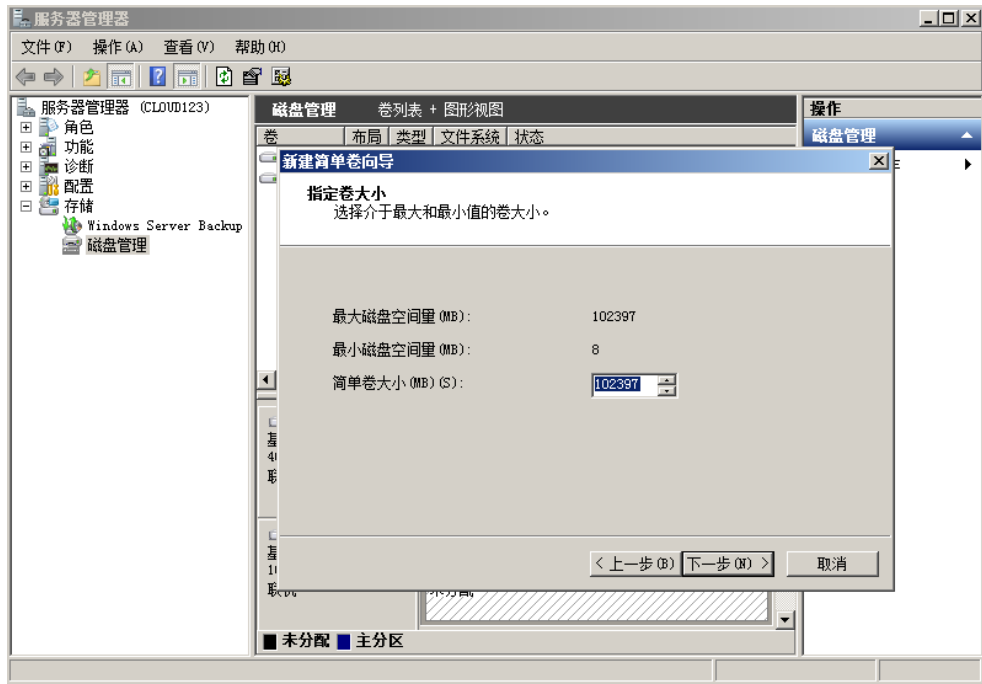 服务器管理器
文件(F) 操作(A) 查看(V) 帮助(H)
服务器管理器 (CLOUD123)
角色
功能
诊断
配置
存储
Windows Server Backup
磁盘管理
磁盘管理 卷列表 + 图形视图
卷 布局 类型 文件系统 状态
操作
磁盘管理
新建简单卷向导
指定卷大小
选择介于最大和最小值的卷大小。
最大磁盘空间量(MB): 102397
最小磁盘空间量(MB): 8
简单卷大小(MB)(S): 102397
< 上一步(B) 下一步(N) > 取消
未分配 主分区